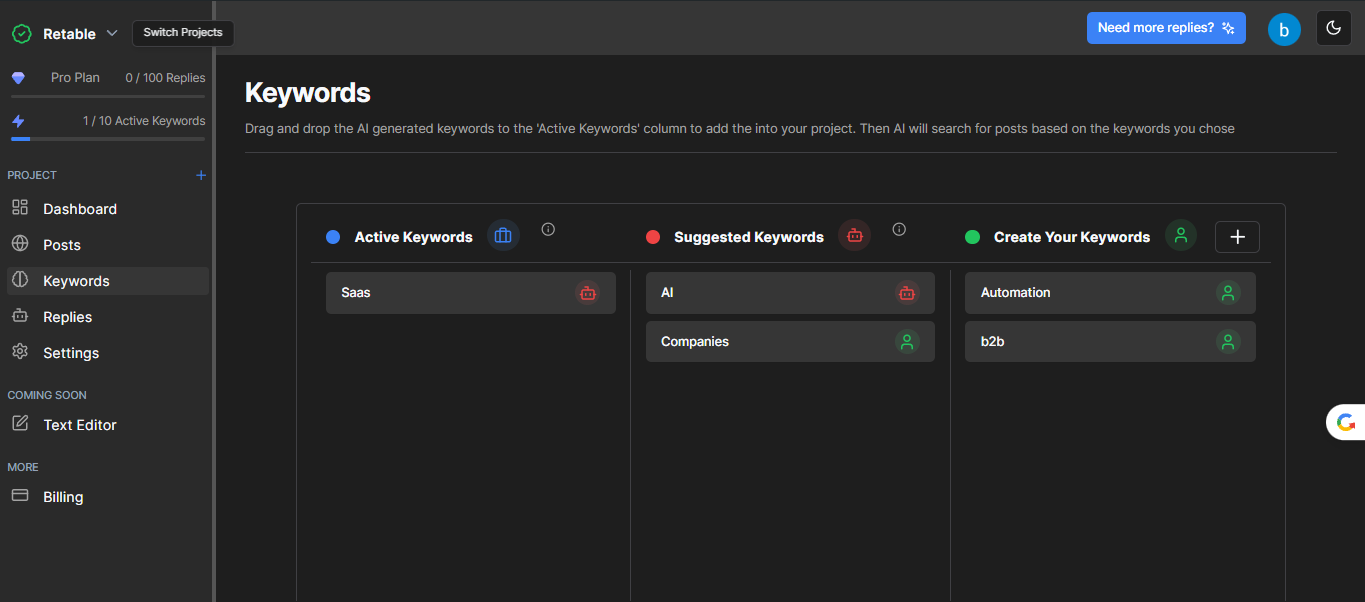 Retable
Switch Projects
Need more replies?
b
Pro Plan
0 / 100 Replies
1 / 10 Active Keywords
PROJECT
Dashboard
Posts
Keywords
Replies
Settings
COMING SOON
Text Editor
MORE
Billing
Keywords
Drag and drop the AI generated keywords to the 'Active Keywords' column to add the into your project. Then AI will search for posts based on the keywords you chose
Active Keywords
Saas
Suggested Keywords
AI
Companies
Create Your Keywords
Automation
b2b